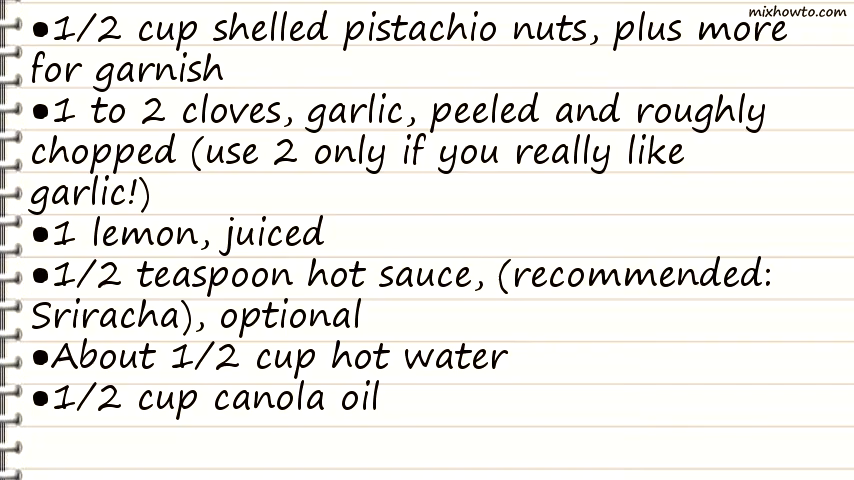 mixhowto.com
•1/2 cup shelled pistachio nuts, plus more
for garnish
•1 to 2 cloves, garlic, peeled and roughly
chopped (use 2 only if you really like
garlic!)
•1 lemon, juiced
•1/2 teaspoon hot sauce, (recommended:
Sriracha), optional
•About 1/2 cup hot water
•1/2 cup canola oil